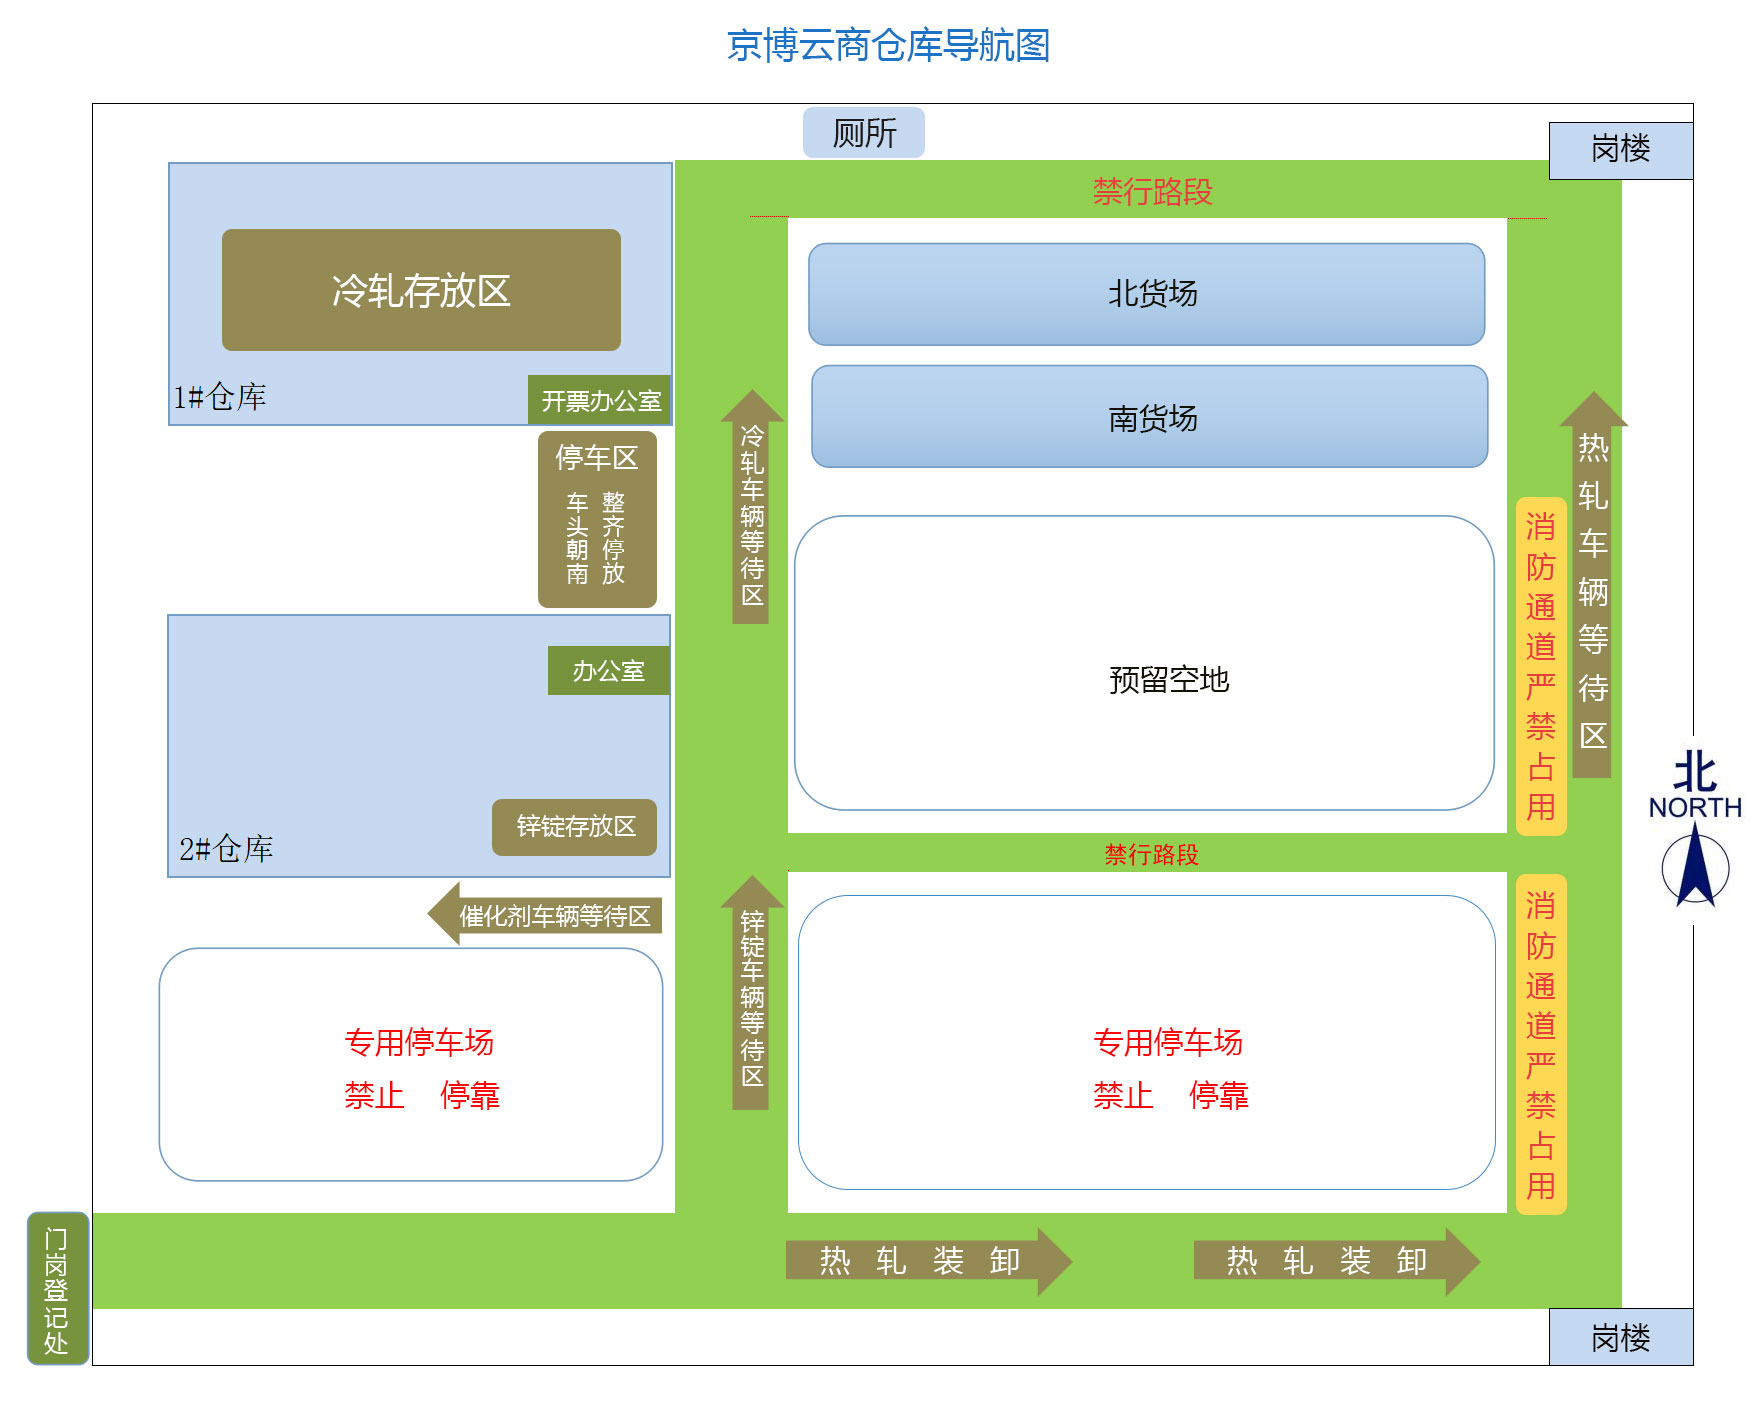 京博云商仓库导航图
厕所
岗楼
禁行路段
冷轧存放区
1#仓库
开票办公室
北货场
南货场
停车区
车头朝南
整齐停放
冷轧车辆等待区
热轧车辆等待区
消防通道严禁占用
办公室
预留空地
锌锭存放区
2#仓库
北
NORTH
禁行路段
催化剂车辆等待区
锌锭车辆等待区
消防通道严禁占用
专用停车场
禁止 停靠
专用停车场
禁止 停靠
门岗登记处
热 轧 装 卸
热 轧 装 卸
岗楼